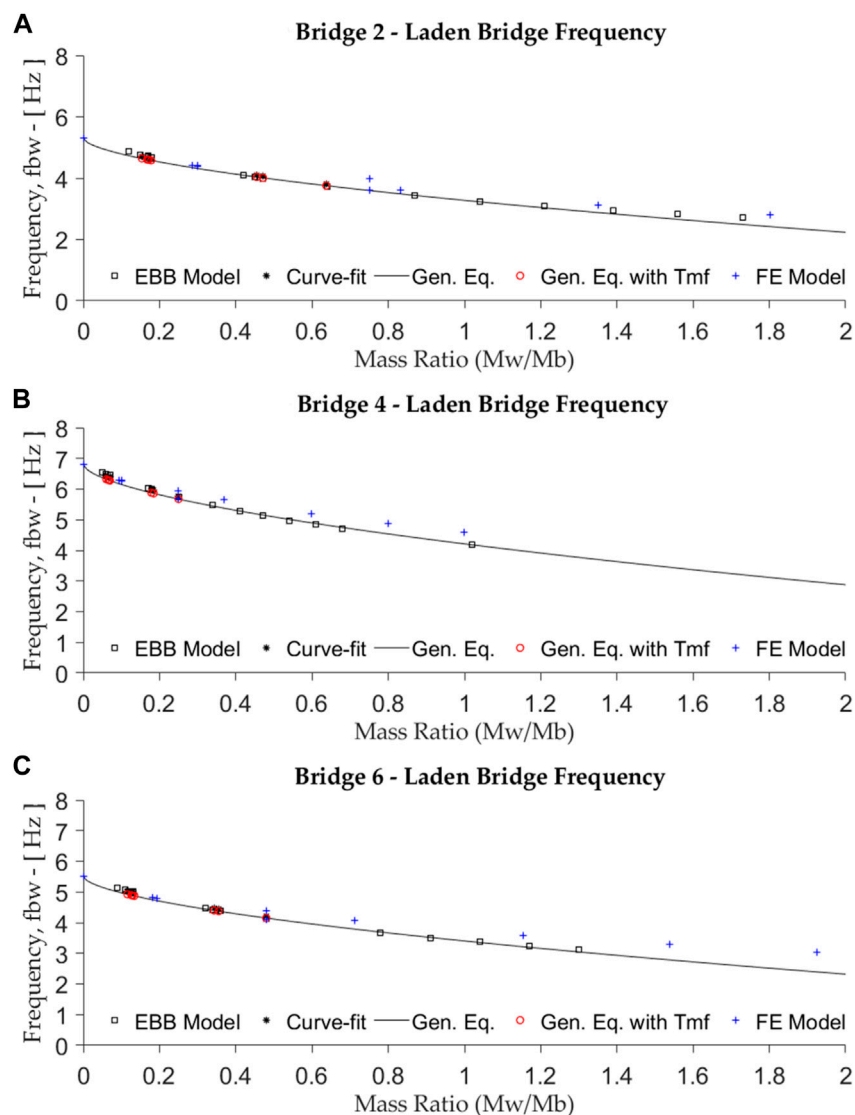 A
Bridge 2 - Laden Bridge Frequency
Frequency, fbw - [ Hz ]
8
6
4
2
0
EBB Model Curve-fit Gen. Eq. Gen. Eq. with Tmf FE Model
0 0.2 0.4 0.6 0.8 1 1.2 1.4 1.6 1.8 2
Mass Ratio (Mw/Mb)
B
Bridge 4 - Laden Bridge Frequency
Frequency, fbw - [ Hz ]
8
7
6
5
4
3
2
1
0
EBB Model Curve-fit Gen. Eq. Gen. Eq. with Tmf FE Model
0 0.2 0.4 0.6 0.8 1 1.2 1.4 1.6 1.8 2
Mass Ratio (Mw/Mb)
C
Bridge 6 - Laden Bridge Frequency
Frequency, fbw - [ Hz ]
8
7
6
5
4
3
2
1
0
EBB Model Curve-fit Gen. Eq. Gen. Eq. with Tmf FE Model
0 0.2 0.4 0.6 0.8 1 1.2 1.4 1.6 1.8 2
Mass Ratio (Mw/Mb)